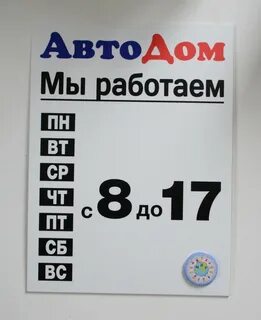 АвтоДом
Мы работаем
ПН
ВТ
СР
ЧТ
ПТ
СБ
ВС
с 8 до 17